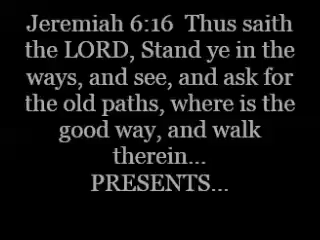 Jeremiah 6:16  Thus saith
the LORD, Stand ye in the
ways, and see, and ask for
the old paths, where is the
good way, and walk
therein...
PRESENTS...